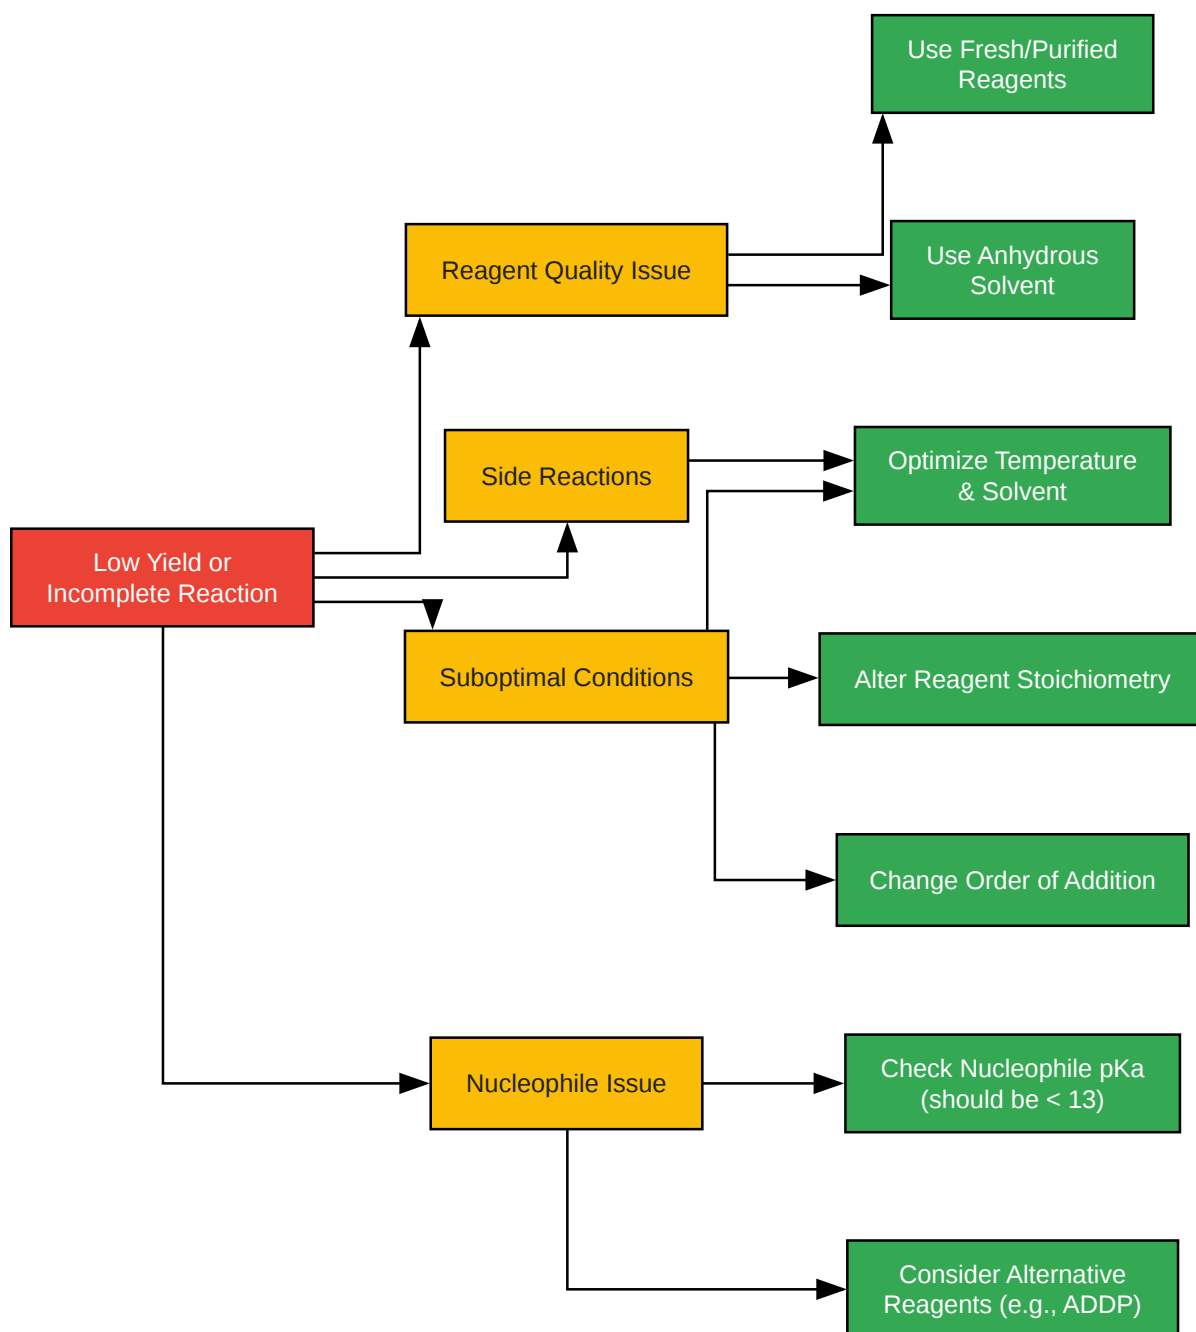 Use Fresh/Purified
Reagents
Reagent Quality Issue
Use Anhydrous
Solvent
Side Reactions
Optimize Temperature
& Solvent
Low Yield or
Incomplete Reaction
Suboptimal Conditions
Alter Reagent Stoichiometry
Change Order of Addition
Nucleophile Issue
Check Nucleophile pKa
(should be < 13)
Consider Alternative
Reagents (e.g., ADDP)